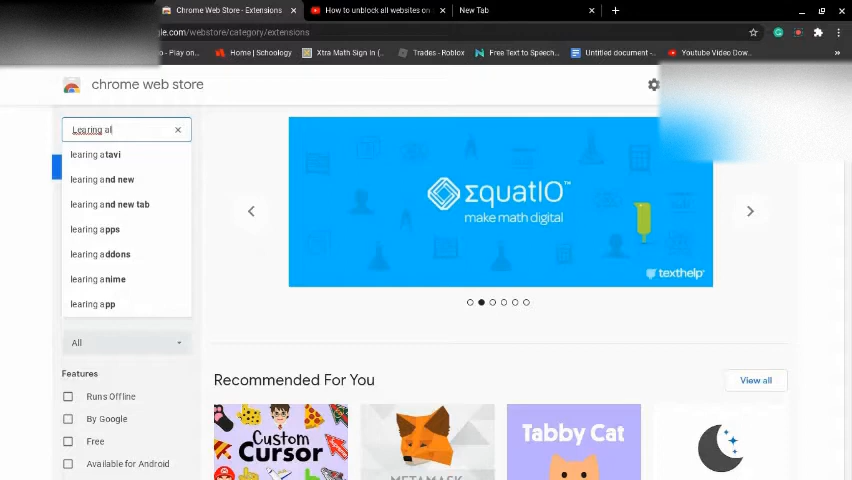 Chrome Web Store - Extensions
How to unblock all websites on
New Tab
gle.com/webstore/category/extensions
o - Play on...
Home | Schoology
Xtra Math Sign in (...
Trades - Roblox
Free Text to Speech...
Untitled document -...
Youtube Video Dow...
chrome web store
Learing al
learing atavi
learing and new
learing and new tab
learing apps
learing addons
learing anime
learing app
EquatIO™
make math digital
texthelp
All
Features
Runs Offline
By Google
Free
Available for Android
Recommended For You
View all
Custom
Cursor
METAMASK
Tabby Cat